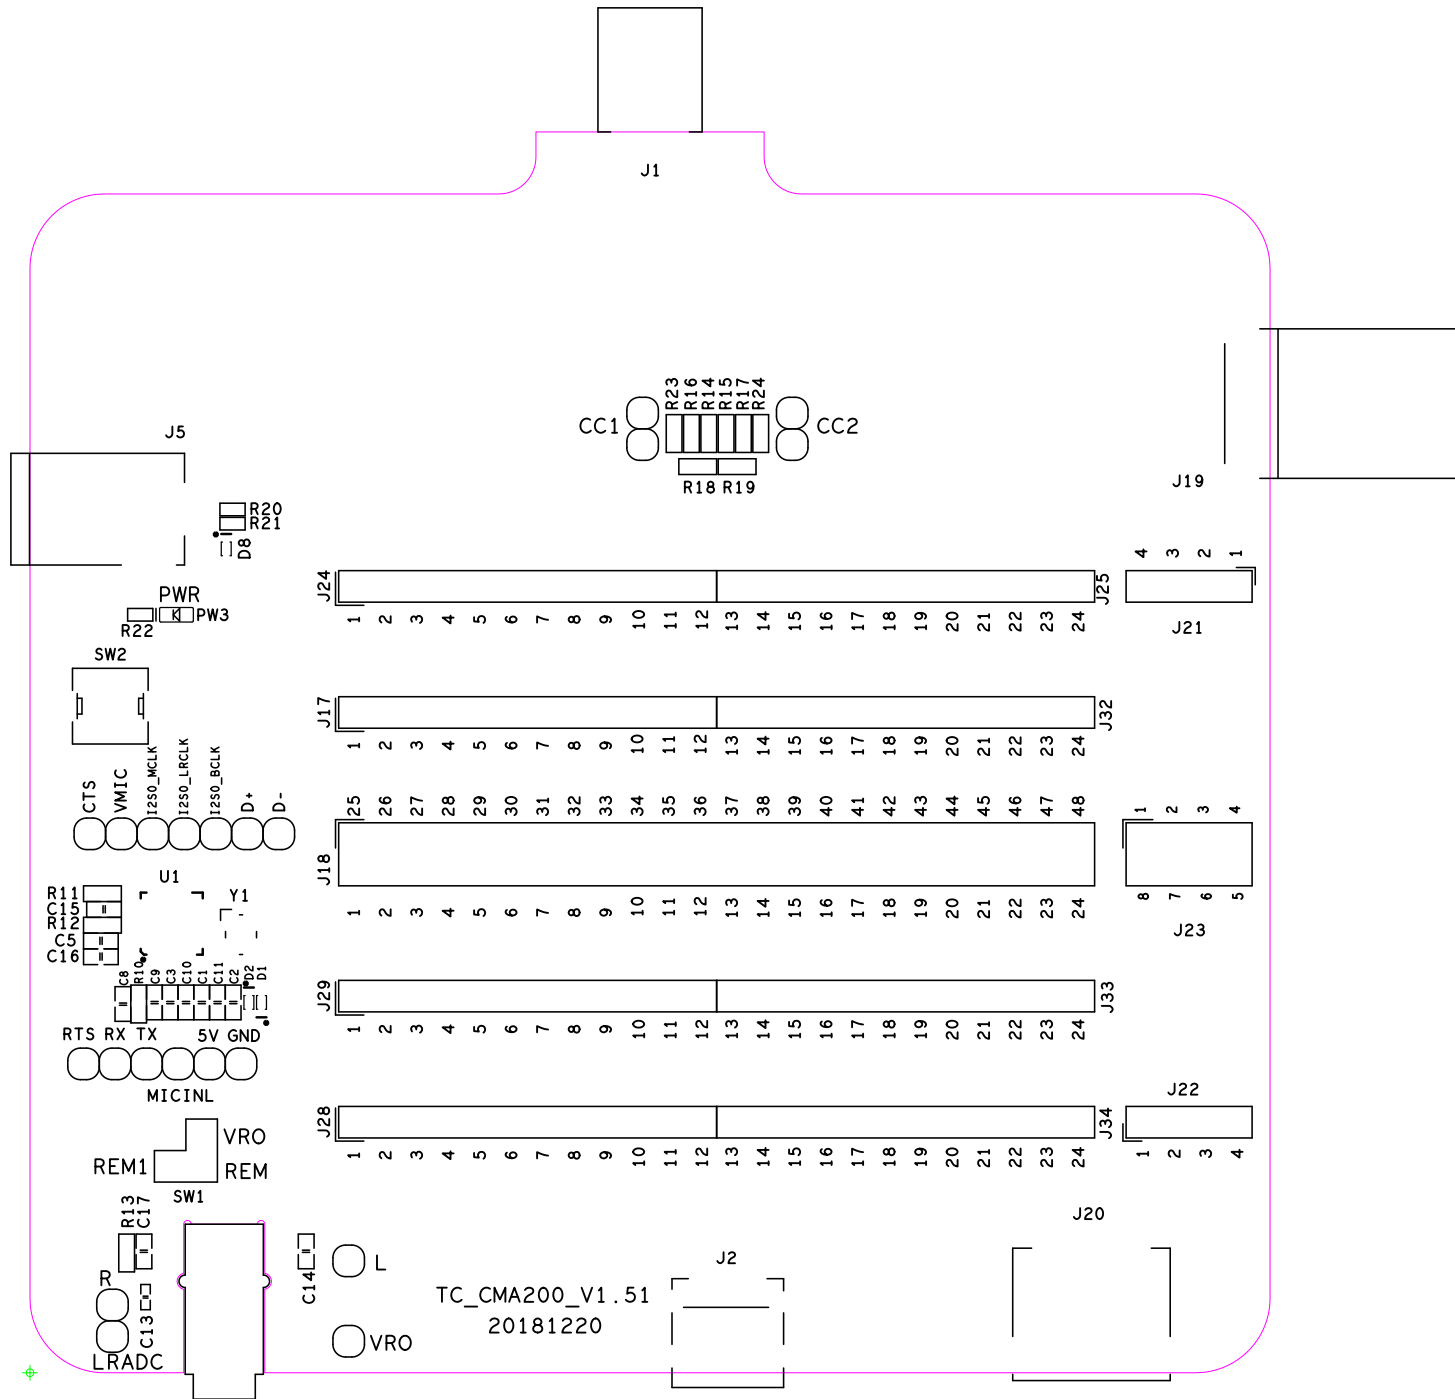 J1
CC1
R23 R16 R14 R15 R17 R24
CC2
R18 R19
J5
R20
R21
D8
J19
PWR
R22
PW3
SW2
J24
J25
1 2 3 4 5 6 7 8 9 10 11 12 13 14 15 16 17 18 19 20 21 22 23 24
4 3 2 1
J21
J17
J32
1 2 3 4 5 6 7 8 9 10 11 12 13 14 15 16 17 18 19 20 21 22 23 24
CTS VMIC I2S0_MCLK I2S0_LRCLK I2S0_BCLK D+ D-
25 26 27 28 29 30 31 32 33 34 35 36 37 38 39 40 41 42 43 44 45 46 47 48
J18
1 2 3 4 5 6 7 8 9 10 11 12 13 14 15 16 17 18 19 20 21 22 23 24
1 2 3 4
8 7 6 5
J23
U1
Y1
R11
C15
R12
C5
C16
C8 R10 C9 C3 C10 C1 C11 C2 D2 D1
RTS RX TX 5V GND
MICINL
J29
J33
1 2 3 4 5 6 7 8 9 10 11 12 13 14 15 16 17 18 19 20 21 22 23 24
J28
J34
1 2 3 4 5 6 7 8 9 10 11 12 13 14 15 16 17 18 19 20 21 22 23 24
J22
1 2 3 4
VRO
REM1
REM
SW1
R13 C17
R
C13
LRADC
C14
L
VRO
TC_CMA200_V1.51
20181220
J2
J20